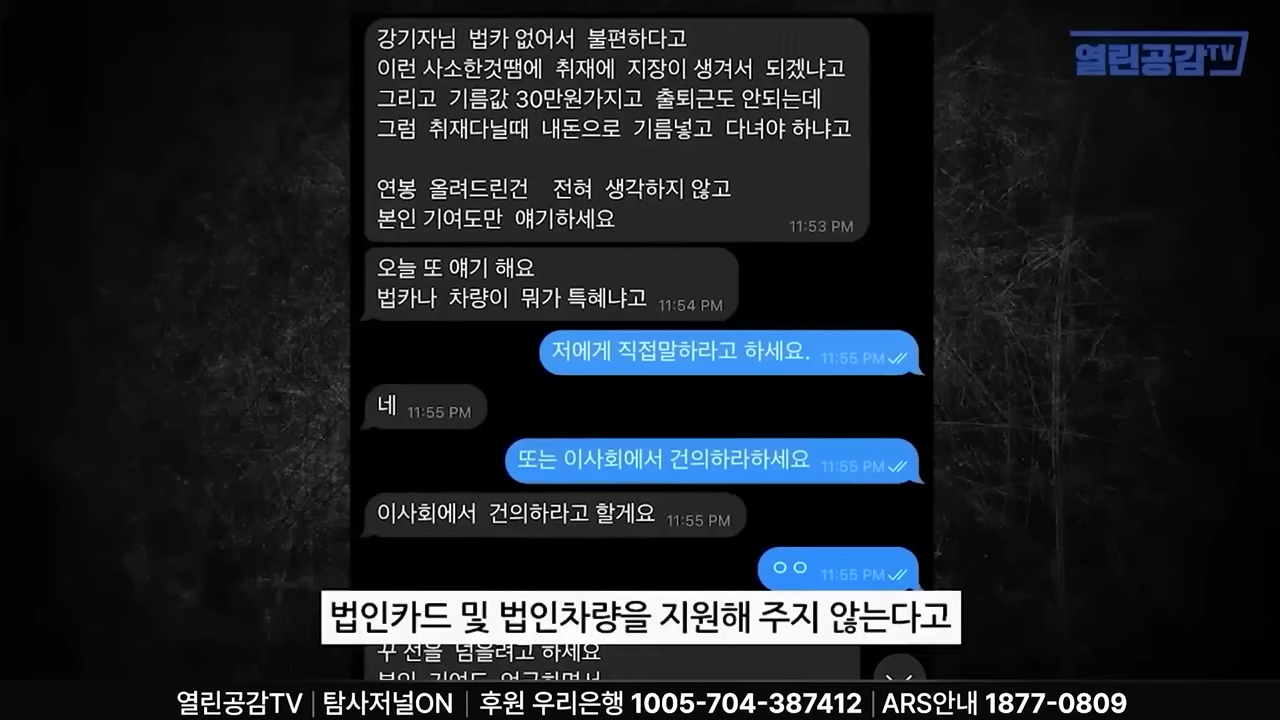 강기자님 법카 없어서 불편하다고
이런 사소한것땜에 취재에 지장이 생겨서 되겠냐고
그리고 기름값 30만원가지고 출퇴근도 안되는데
그럼 취재다닐때 내돈으로 기름넣고 다녀야 하냐고
연봉 올려드린건 전혀 생각하지 않고
본인 기여도만 얘기하세요
11:53 PM
열린공감TV
오늘 또 얘기 해요
법카나 차량이 뭐가 특혜냐고 11:54 PM
저에게 직접말하라고 하세요. 11:55 PM
네 11:55 PM
또는 이사회에서 건의하라하세요 11:55 PM
이사회에서 건의하라고 할게요 11:55 PM
ㅇㅇ 11:55 PM
법인카드 및 법인차량을 지원해 주지 않는다고
꾸 선을 넘을려고 하세요
열린공감TV | 탐사저널ON | 후원 우리은행 1005-704-387412 | ARS안내 1877-0809